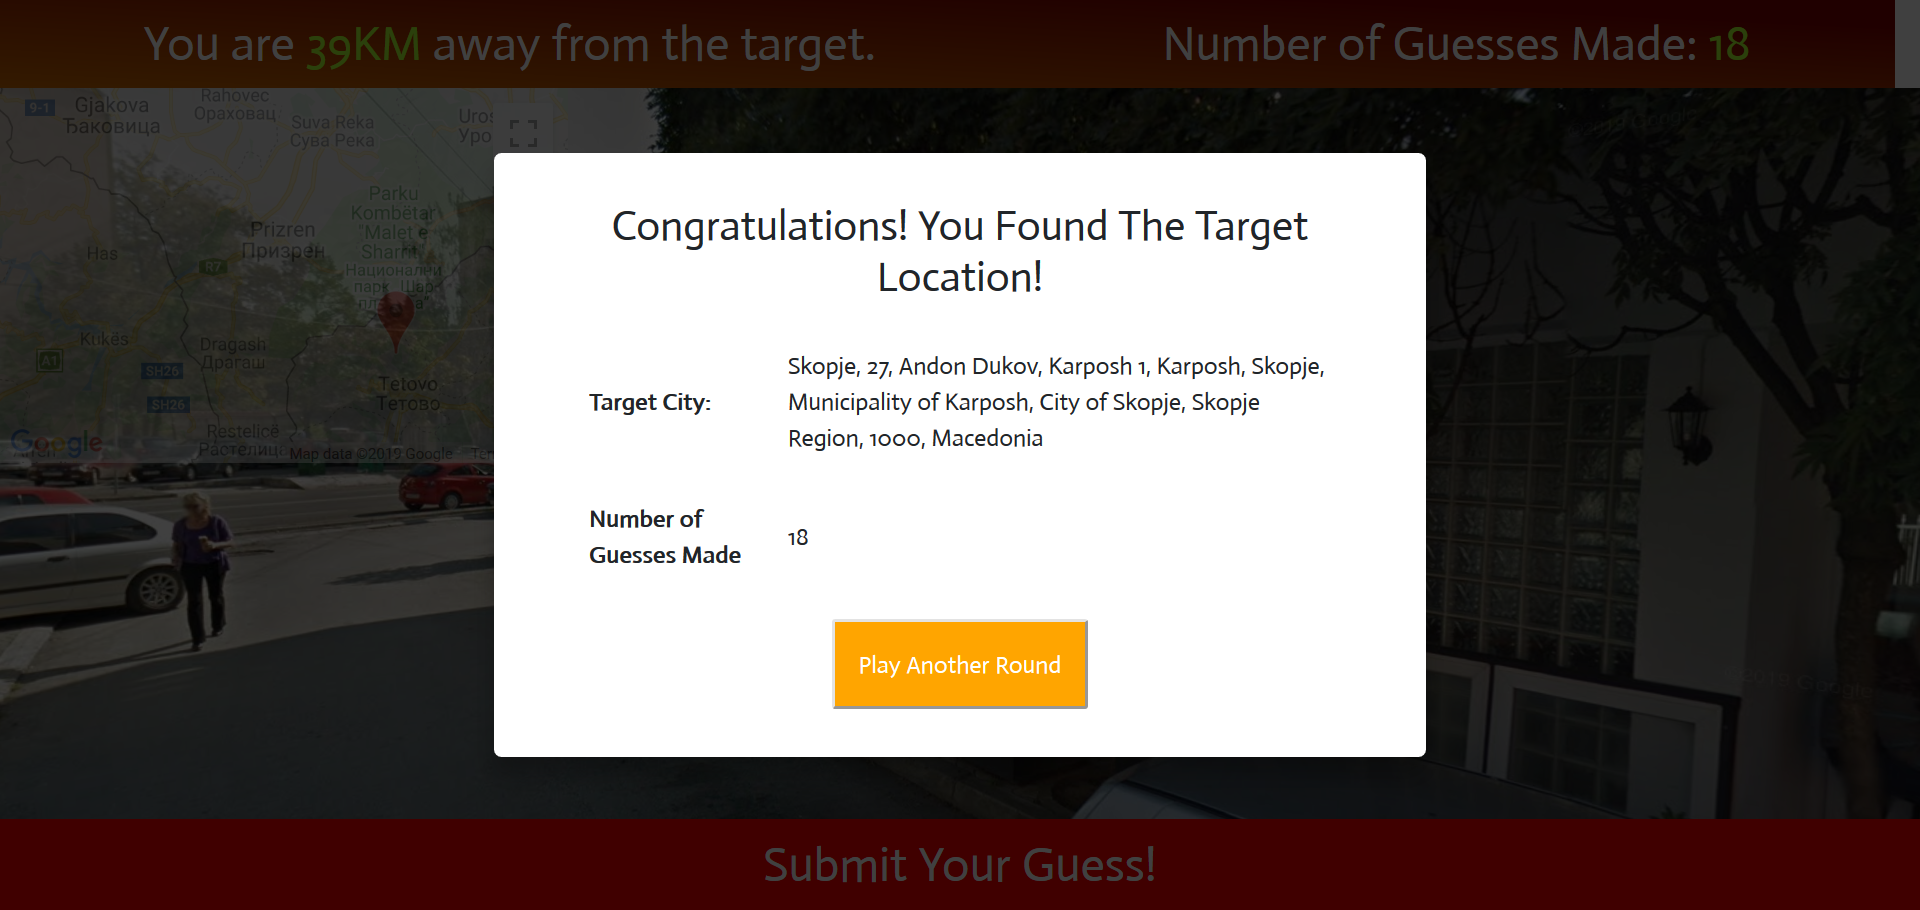 You are 39KM away from the target.
Number of Guesses Made: 18
9-1
Gjakova
Ђаковица
Rahovec
Ораховац
Suva Reka
Сува Река
Parku
Kombëtar
"Malet e
Sharrit"
Национални
парк "Шар
Prizren
Призрен
Has
R7
Kukës
A1
Dragash
Драгаш
SH26
SH26
Tetovo
Тетово
Restelicë
Рестелица
Google
Map data ©2019 Google
Congratulations! You Found The Target
Location!
Target City:
Skopje, 27, Andon Dukov, Karposh 1, Karposh, Skopje,
Municipality of Karposh, City of Skopje, Skopje
Region, 1000, Macedonia
Number of
Guesses Made
18
Play Another Round
Submit Your Guess!